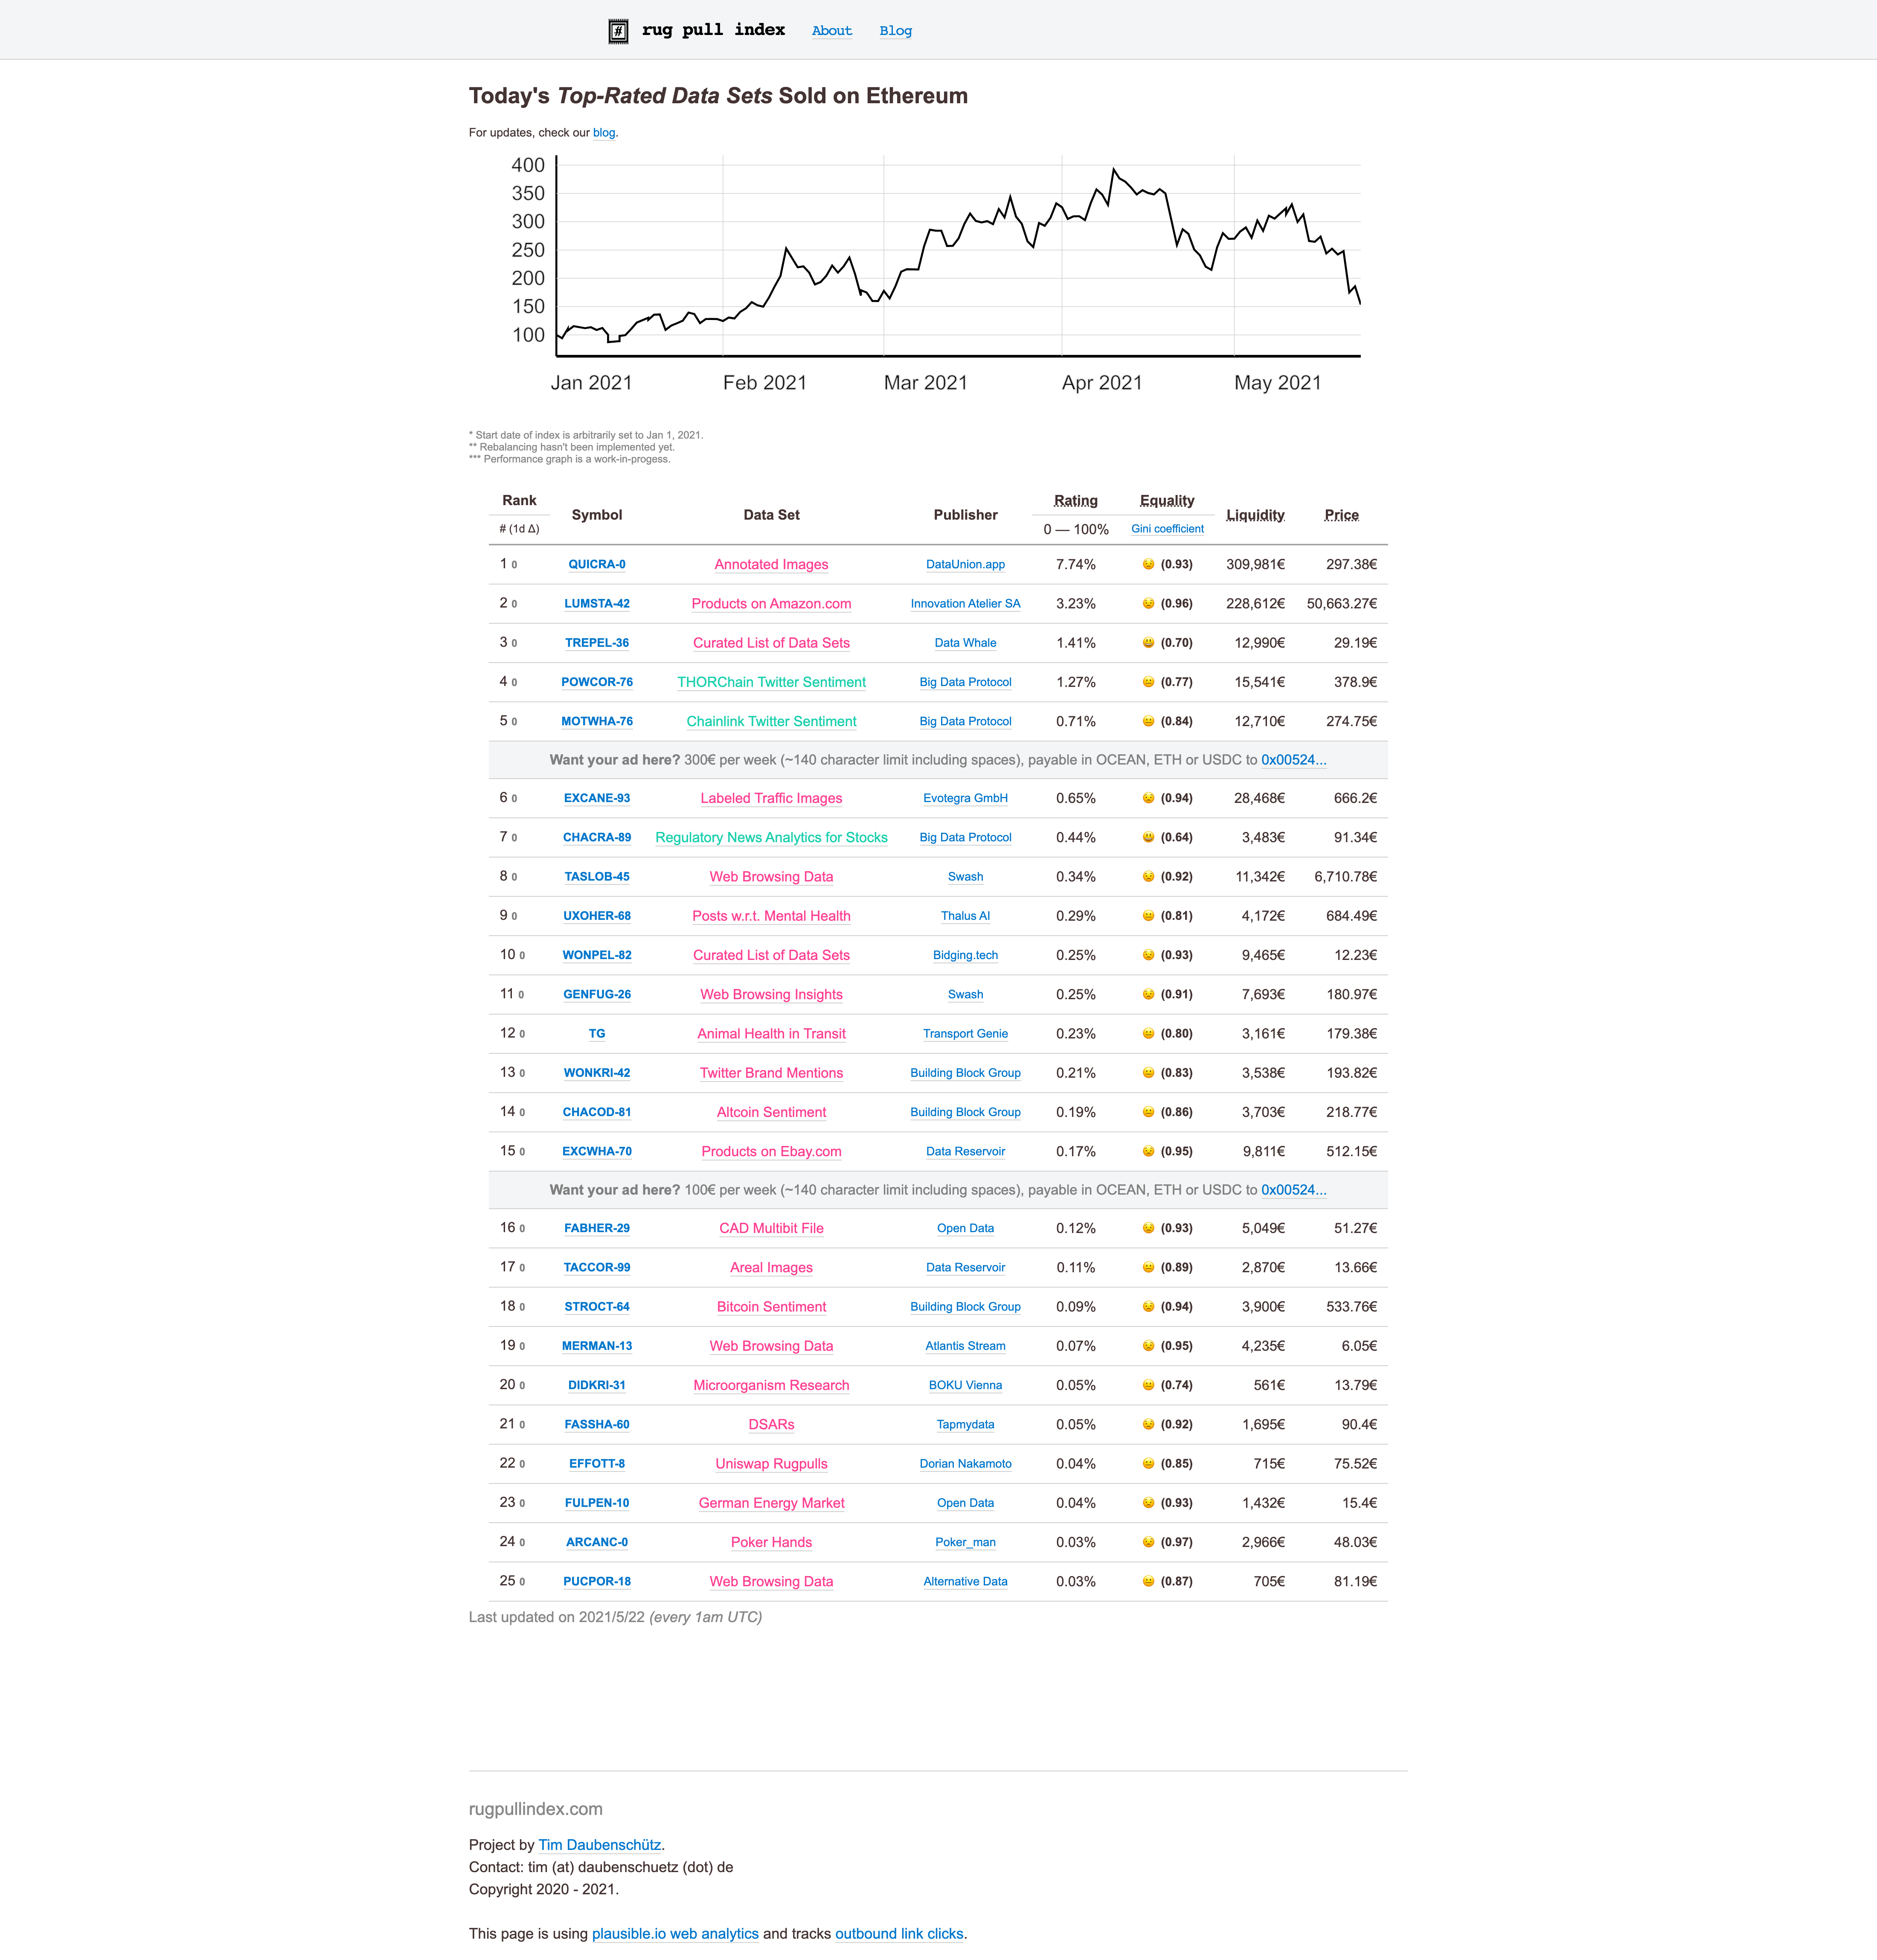 # rug pull index About Blog
Today's Top-Rated Data Sets Sold on Ethereum
For updates, check our blog.
400
350
300
250
200
150
100
Jan 2021 Feb 2021 Mar 2021 Apr 2021 May 2021
* Start date of index is arbitrarily set to Jan 1, 2021.
** Rebalancing hasn't been implemented yet.
*** Performance graph is a work-in-progess.
Rank Symbol Data Set Publisher Rating Equality Liquidity Price
# (1d Δ) 0 — 100% Gini coefficient
1 0 QUICRA-0 Annotated Images DataUnion.app 7.74% 😟 (0.93) 309,981€ 297.38€
2 0 LUMSTA-42 Products on Amazon.com Innovation Atelier SA 3.23% 😟 (0.96) 228,612€ 50,663.27€
3 0 TREPEL-36 Curated List of Data Sets Data Whale 1.41% 😃 (0.70) 12,990€ 29.19€
4 0 POWCOR-76 THORChain Twitter Sentiment Big Data Protocol 1.27% 😐 (0.77) 15,541€ 378.9€
5 0 MOTWHA-76 Chainlink Twitter Sentiment Big Data Protocol 0.71% 😐 (0.84) 12,710€ 274.75€
Want your ad here? 300€ per week (~140 character limit including spaces), payable in OCEAN, ETH or USDC to 0x00524...
6 0 EXCANE-93 Labeled Traffic Images Evotegra GmbH 0.65% 😟 (0.94) 28,468€ 666.2€
7 0 CHACRA-89 Regulatory News Analytics for Stocks Big Data Protocol 0.44% 😃 (0.64) 3,483€ 91.34€
8 0 TASLOB-45 Web Browsing Data Swash 0.34% 😟 (0.92) 11,342€ 6,710.78€
9 0 UXOHER-68 Posts w.r.t. Mental Health Thalus AI 0.29% 😐 (0.81) 4,172€ 684.49€
10 0 WONPEL-82 Curated List of Data Sets Bidging.tech 0.25% 😟 (0.93) 9,465€ 12.23€
11 0 GENFUG-26 Web Browsing Insights Swash 0.25% 😟 (0.91) 7,693€ 180.97€
12 0 TG Animal Health in Transit Transport Genie 0.23% 😐 (0.80) 3,161€ 179.38€
13 0 WONKRI-42 Twitter Brand Mentions Building Block Group 0.21% 😐 (0.83) 3,538€ 193.82€
14 0 CHACOD-81 Altcoin Sentiment Building Block Group 0.19% 😐 (0.86) 3,703€ 218.77€
15 0 EXCWHA-70 Products on Ebay.com Data Reservoir 0.17% 😟 (0.95) 9,811€ 512.15€
Want your ad here? 100€ per week (~140 character limit including spaces), payable in OCEAN, ETH or USDC to 0x00524...
16 0 FABHER-29 CAD Multibit File Open Data 0.12% 😟 (0.93) 5,049€ 51.27€
17 0 TACCOR-99 Areal Images Data Reservoir 0.11% 😐 (0.89) 2,870€ 13.66€
18 0 STROCT-64 Bitcoin Sentiment Building Block Group 0.09% 😟 (0.94) 3,900€ 533.76€
19 0 MERMAN-13 Web Browsing Data Atlantis Stream 0.07% 😟 (0.95) 4,235€ 6.05€
20 0 DIDKRI-31 Microorganism Research BOKU Vienna 0.05% 😐 (0.74) 561€ 13.79€
21 0 FASSHA-60 DSARs Tapmydata 0.05% 😟 (0.92) 1,695€ 90.4€
22 0 EFFOTT-8 Uniswap Rugpulls Dorian Nakamoto 0.04% 😐 (0.85) 715€ 75.52€
23 0 FULPEN-10 German Energy Market Open Data 0.04% 😟 (0.93) 1,432€ 15.4€
24 0 ARCANC-0 Poker Hands Poker_man 0.03% 😟 (0.97) 2,966€ 48.03€
25 0 PUCPOR-18 Web Browsing Data Alternative Data 0.03% 😐 (0.87) 705€ 81.19€
Last updated on 2021/5/22 (every 1am UTC)
rugpullindex.com
Project by Tim Daubenschütz.
Contact: tim (at) daubenschuetz (dot) de
Copyright 2020 - 2021.
This page is using plausible.io web analytics and tracks outbound link clicks.